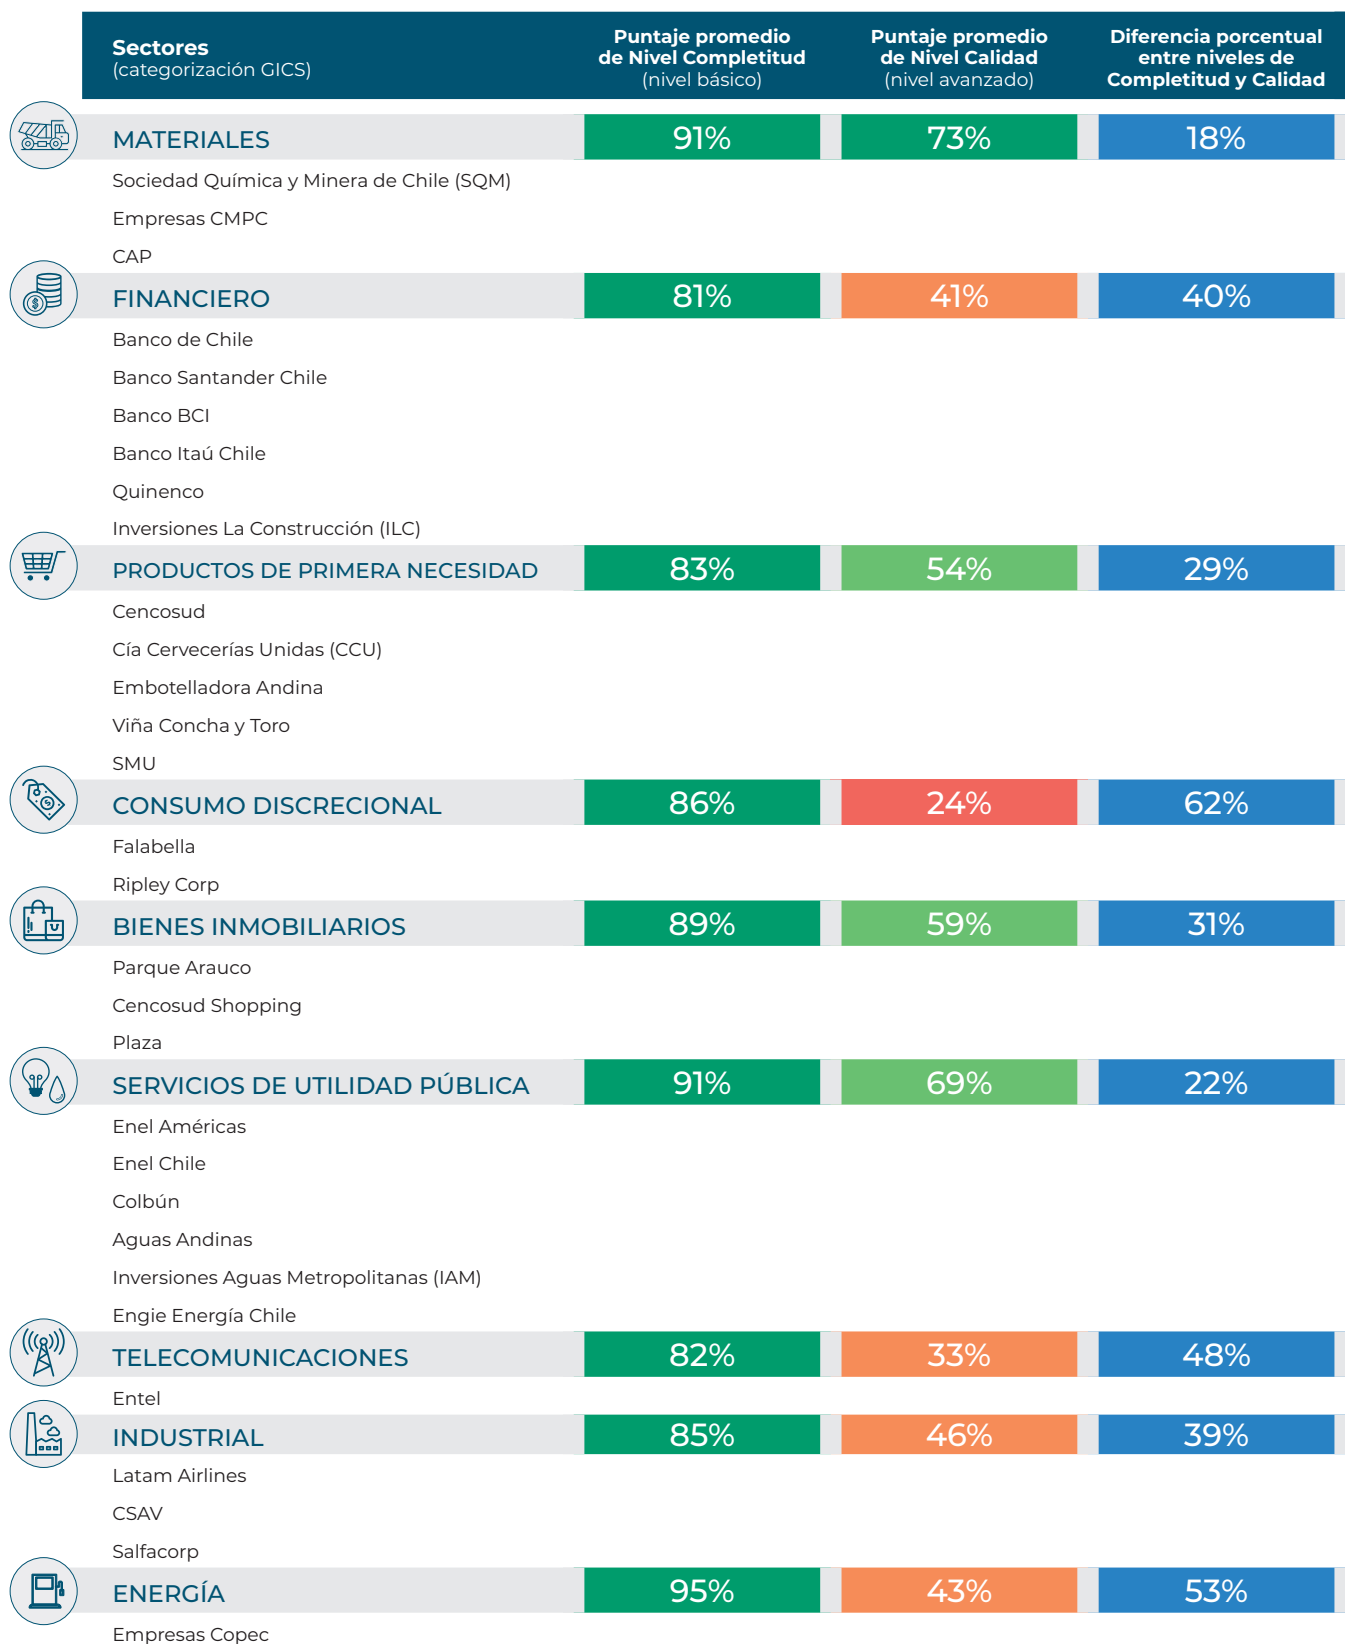 Sectores
(categorización GICS)
Puntaje promedio
de Nivel Completitud
(nivel básico)
Puntaje promedio
de Nivel Calidad
(nivel avanzado)
Diferencia porcentual
entre niveles de
Completitud y Calidad
MATERIALES 91% 73% 18%
Sociedad Química y Minera de Chile (SQM)
Empresas CMPC
CAP
FINANCIERO 81% 41% 40%
Banco de Chile
Banco Santander Chile
Banco BCI
Banco Itaú Chile
Quinenco
Inversiones La Construcción (ILC)
PRODUCTOS DE PRIMERA NECESIDAD 83% 54% 29%
Cencosud
Cía Cervecerías Unidas (CCU)
Embotelladora Andina
Viña Concha y Toro
SMU
CONSUMO DISCRECIONAL 86% 24% 62%
Falabella
Ripley Corp
BIENES INMOBILIARIOS 89% 59% 31%
Parque Arauco
Cencosud Shopping
Plaza
SERVICIOS DE UTILIDAD PÚBLICA 91% 69% 22%
Enel Américas
Enel Chile
Colbún
Aguas Andinas
Inversiones Aguas Metropolitanas (IAM)
Engie Energía Chile
TELECOMUNICACIONES 82% 33% 48%
Entel
INDUSTRIAL 85% 46% 39%
Latam Airlines
CSAV
Salfacorp
ENERGÍA 95% 43% 53%
Empresas Copec